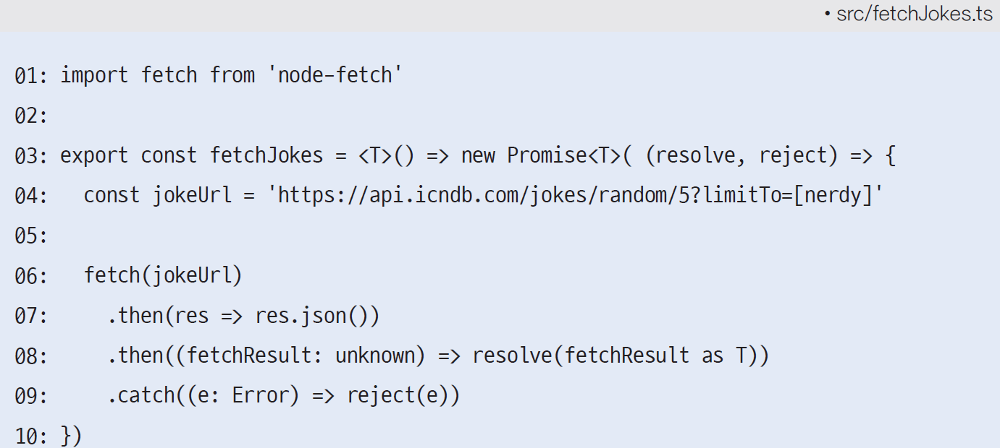 • src/fetchJokes.ts
01: import fetch from 'node-fetch'
02:
03: export const fetchJokes = <T>() => new Promise<T>( (resolve, reject) => {
04:   const jokeUrl = 'https://api.icndb.com/jokes/random/5?limitTo=[nerdy]'
05:
06:   fetch(jokeUrl)
07:     .then(res => res.json())
08:     .then((fetchResult: unknown) => resolve(fetchResult as T))
09:     .catch((e: Error) => reject(e))
10: })